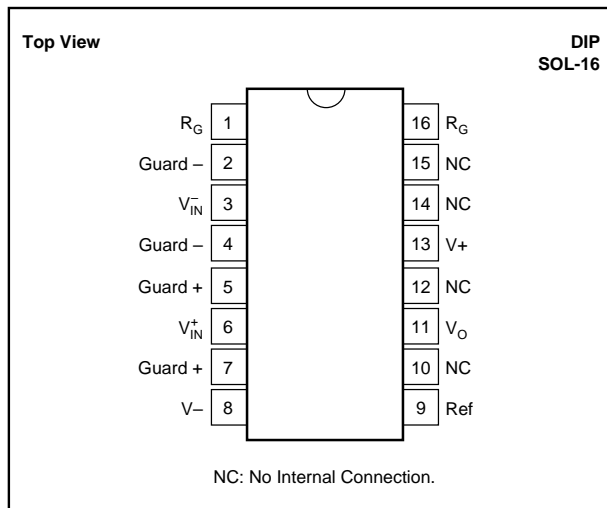 Top View
DIP
SOL-16
R_G 1
Guard – 2
V_IN^– 3
Guard – 4
Guard + 5
V_IN^+ 6
Guard + 7
V– 8
16 R_G
15 NC
14 NC
13 V+
12 NC
11 V_O
10 NC
9 Ref
NC: No Internal Connection.